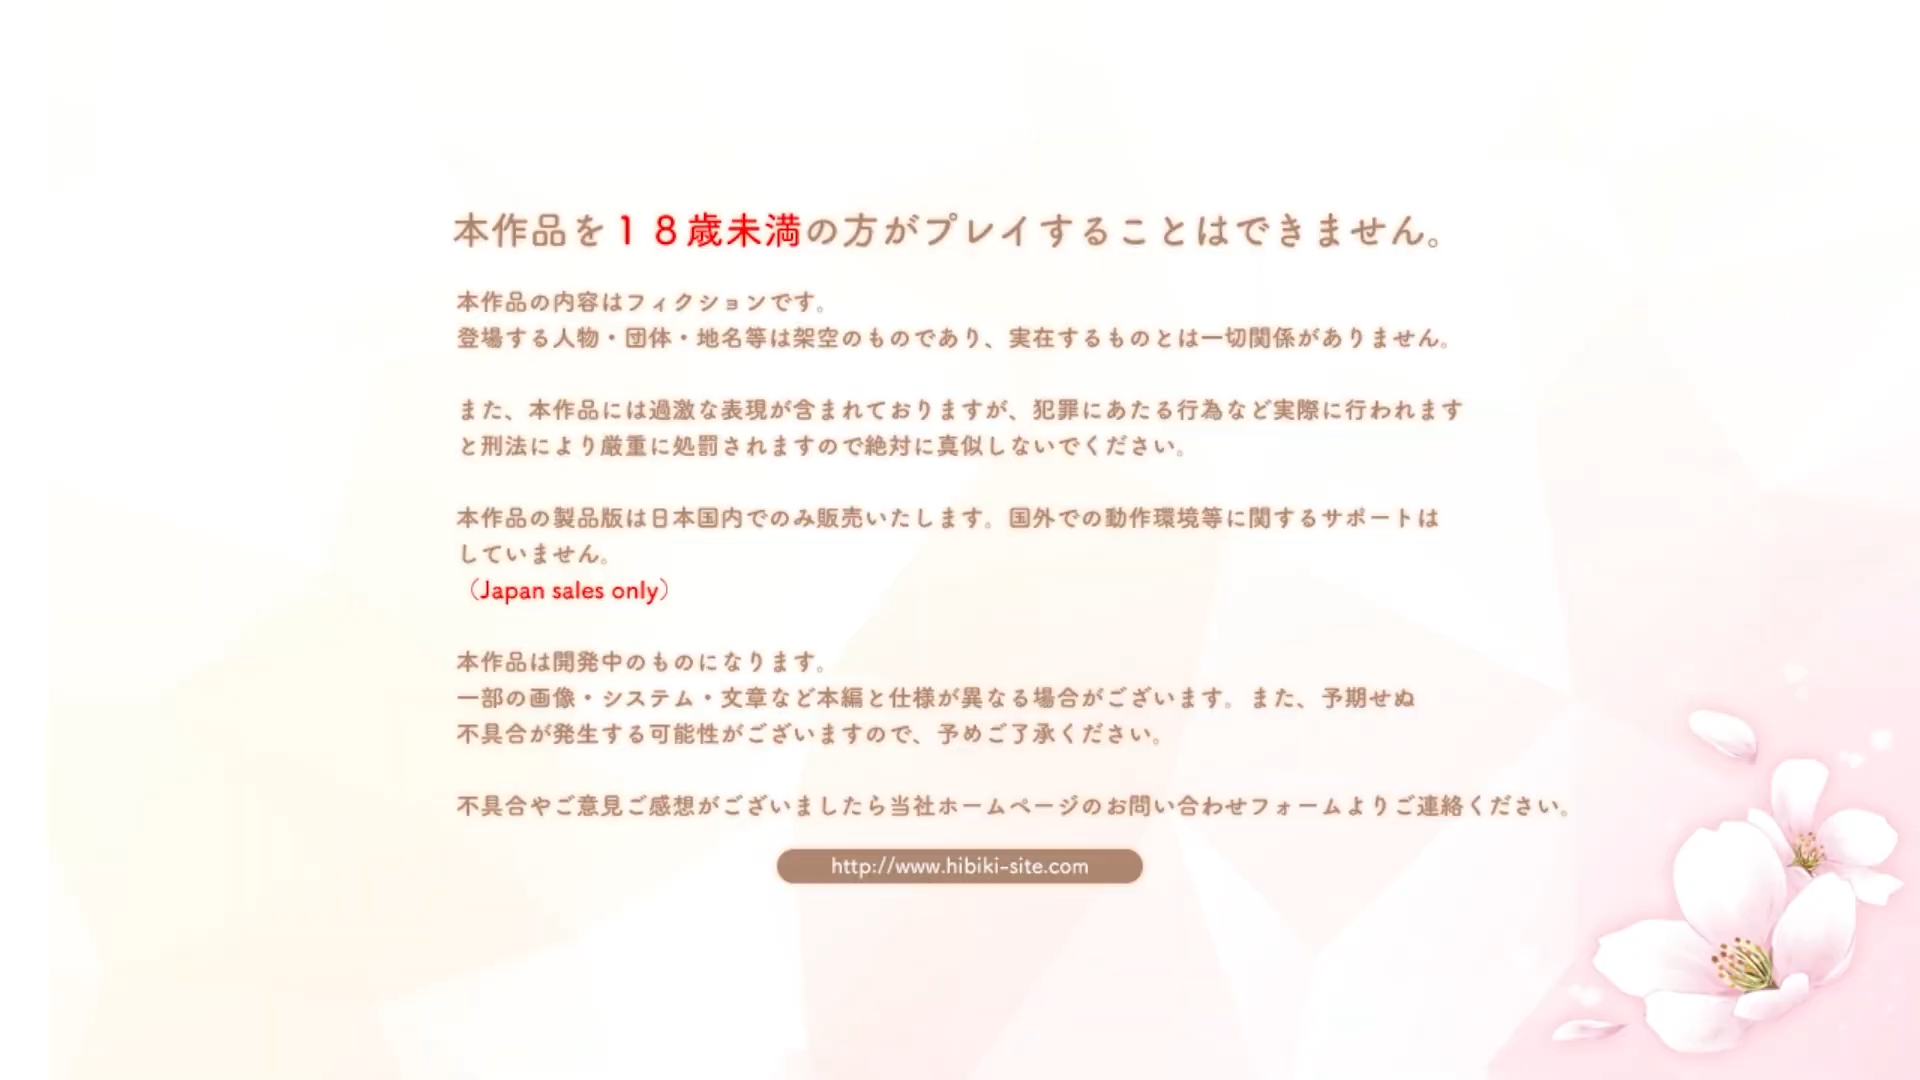 本作品を１８歳未満の方がプレイすることはできません。
本作品の内容はフィクションです。
登場する人物・団体・地名等は架空のものであり、実在するものとは一切関係がありません。
また、本作品には過激な表現が含まれておりますが、犯罪にあたる行為など実際に行われます
と刑法により厳重に処罰されますので絶対に真似しないでください。
本作品の製品版は日本国内でのみ販売いたします。国外での動作環境等に関するサポートは
していません。
（Japan sales only）
本作品は開発中のものになります。
一部の画像・システム・文章など本編と仕様が異なる場合がございます。また、予期せぬ
不具合が発生する可能性がございますので、予めご了承ください。
不具合やご意見ご感想がございましたら当社ホームページのお問い合わせフォームよりご連絡ください。
http://www.hibiki-site.com